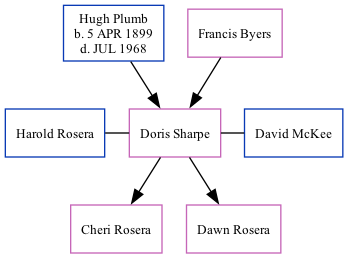 Hugh Plumb
b. 5 APR 1899
d. JUL 1968
Francis Byers
Harold Rosera
Doris Sharpe
David McKee
Cheri Rosera
Dawn Rosera